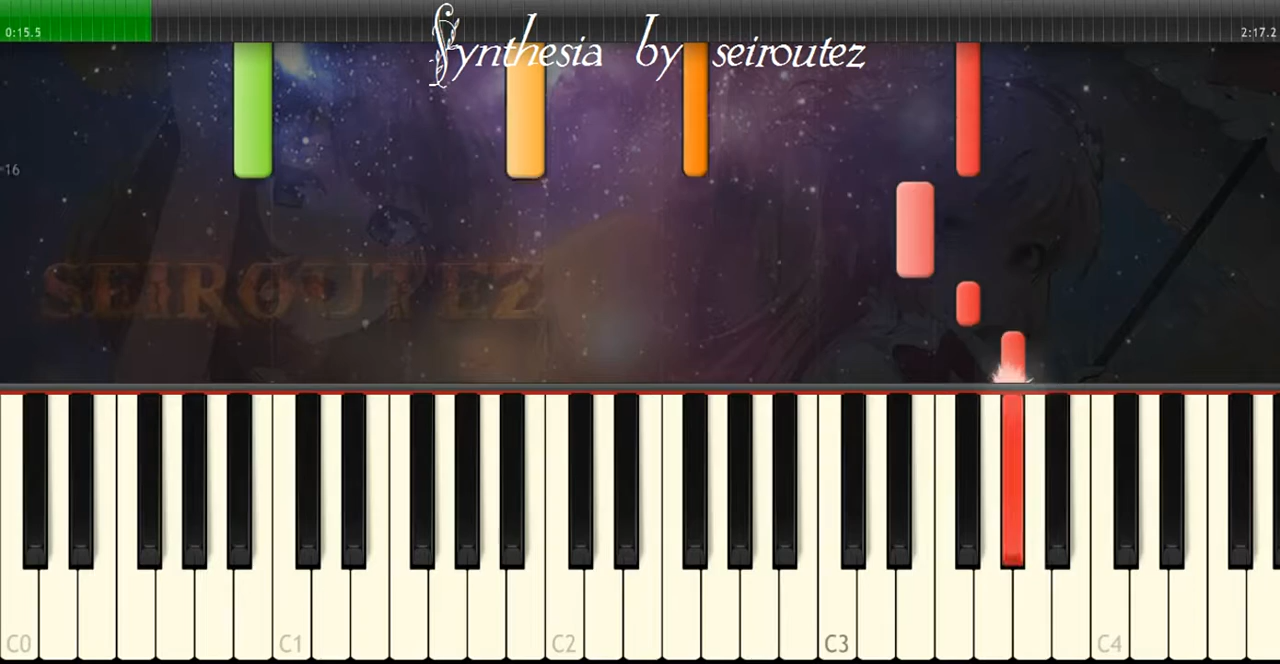 Synthesia by seiroutez
0:15.5
2:17.2
16
SEIROUTEZ
C0
C1
C2
C3
C4